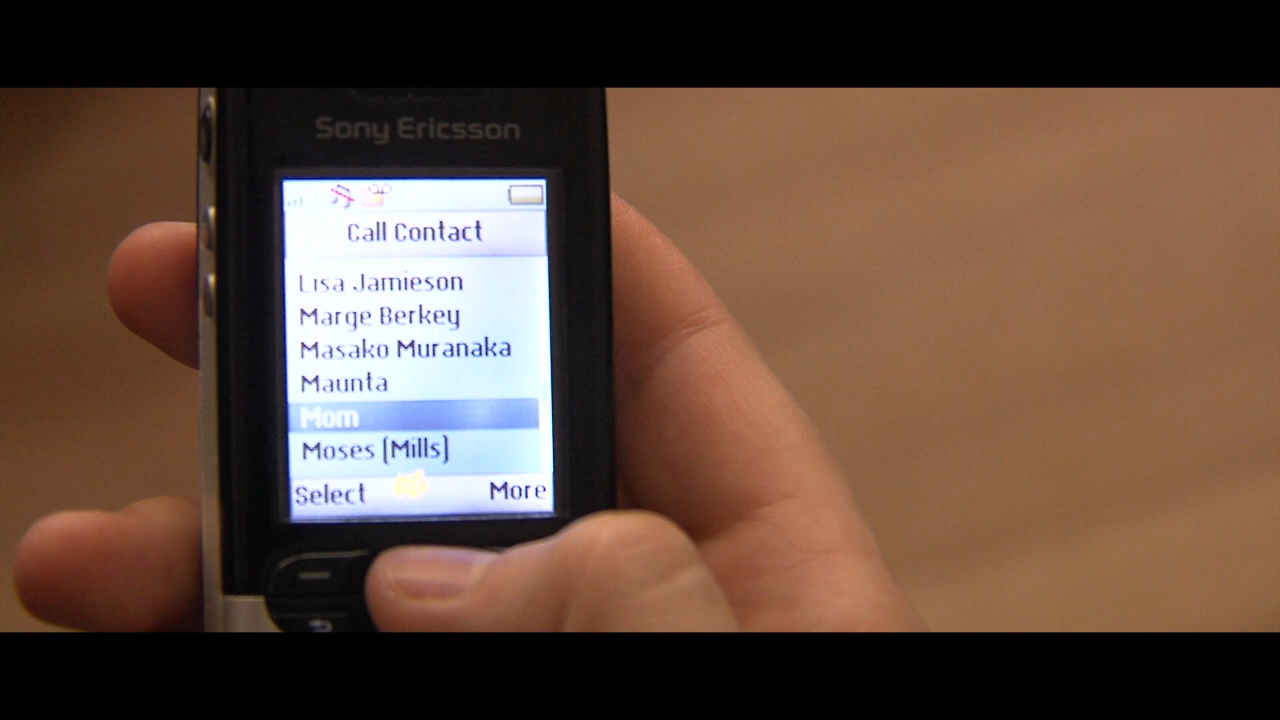 Sony Ericsson
Call Contact
Lisa Jamieson
Marge Berkey
Masako Muranaka
Maunta
Mom
Moses (Mills)
Select More